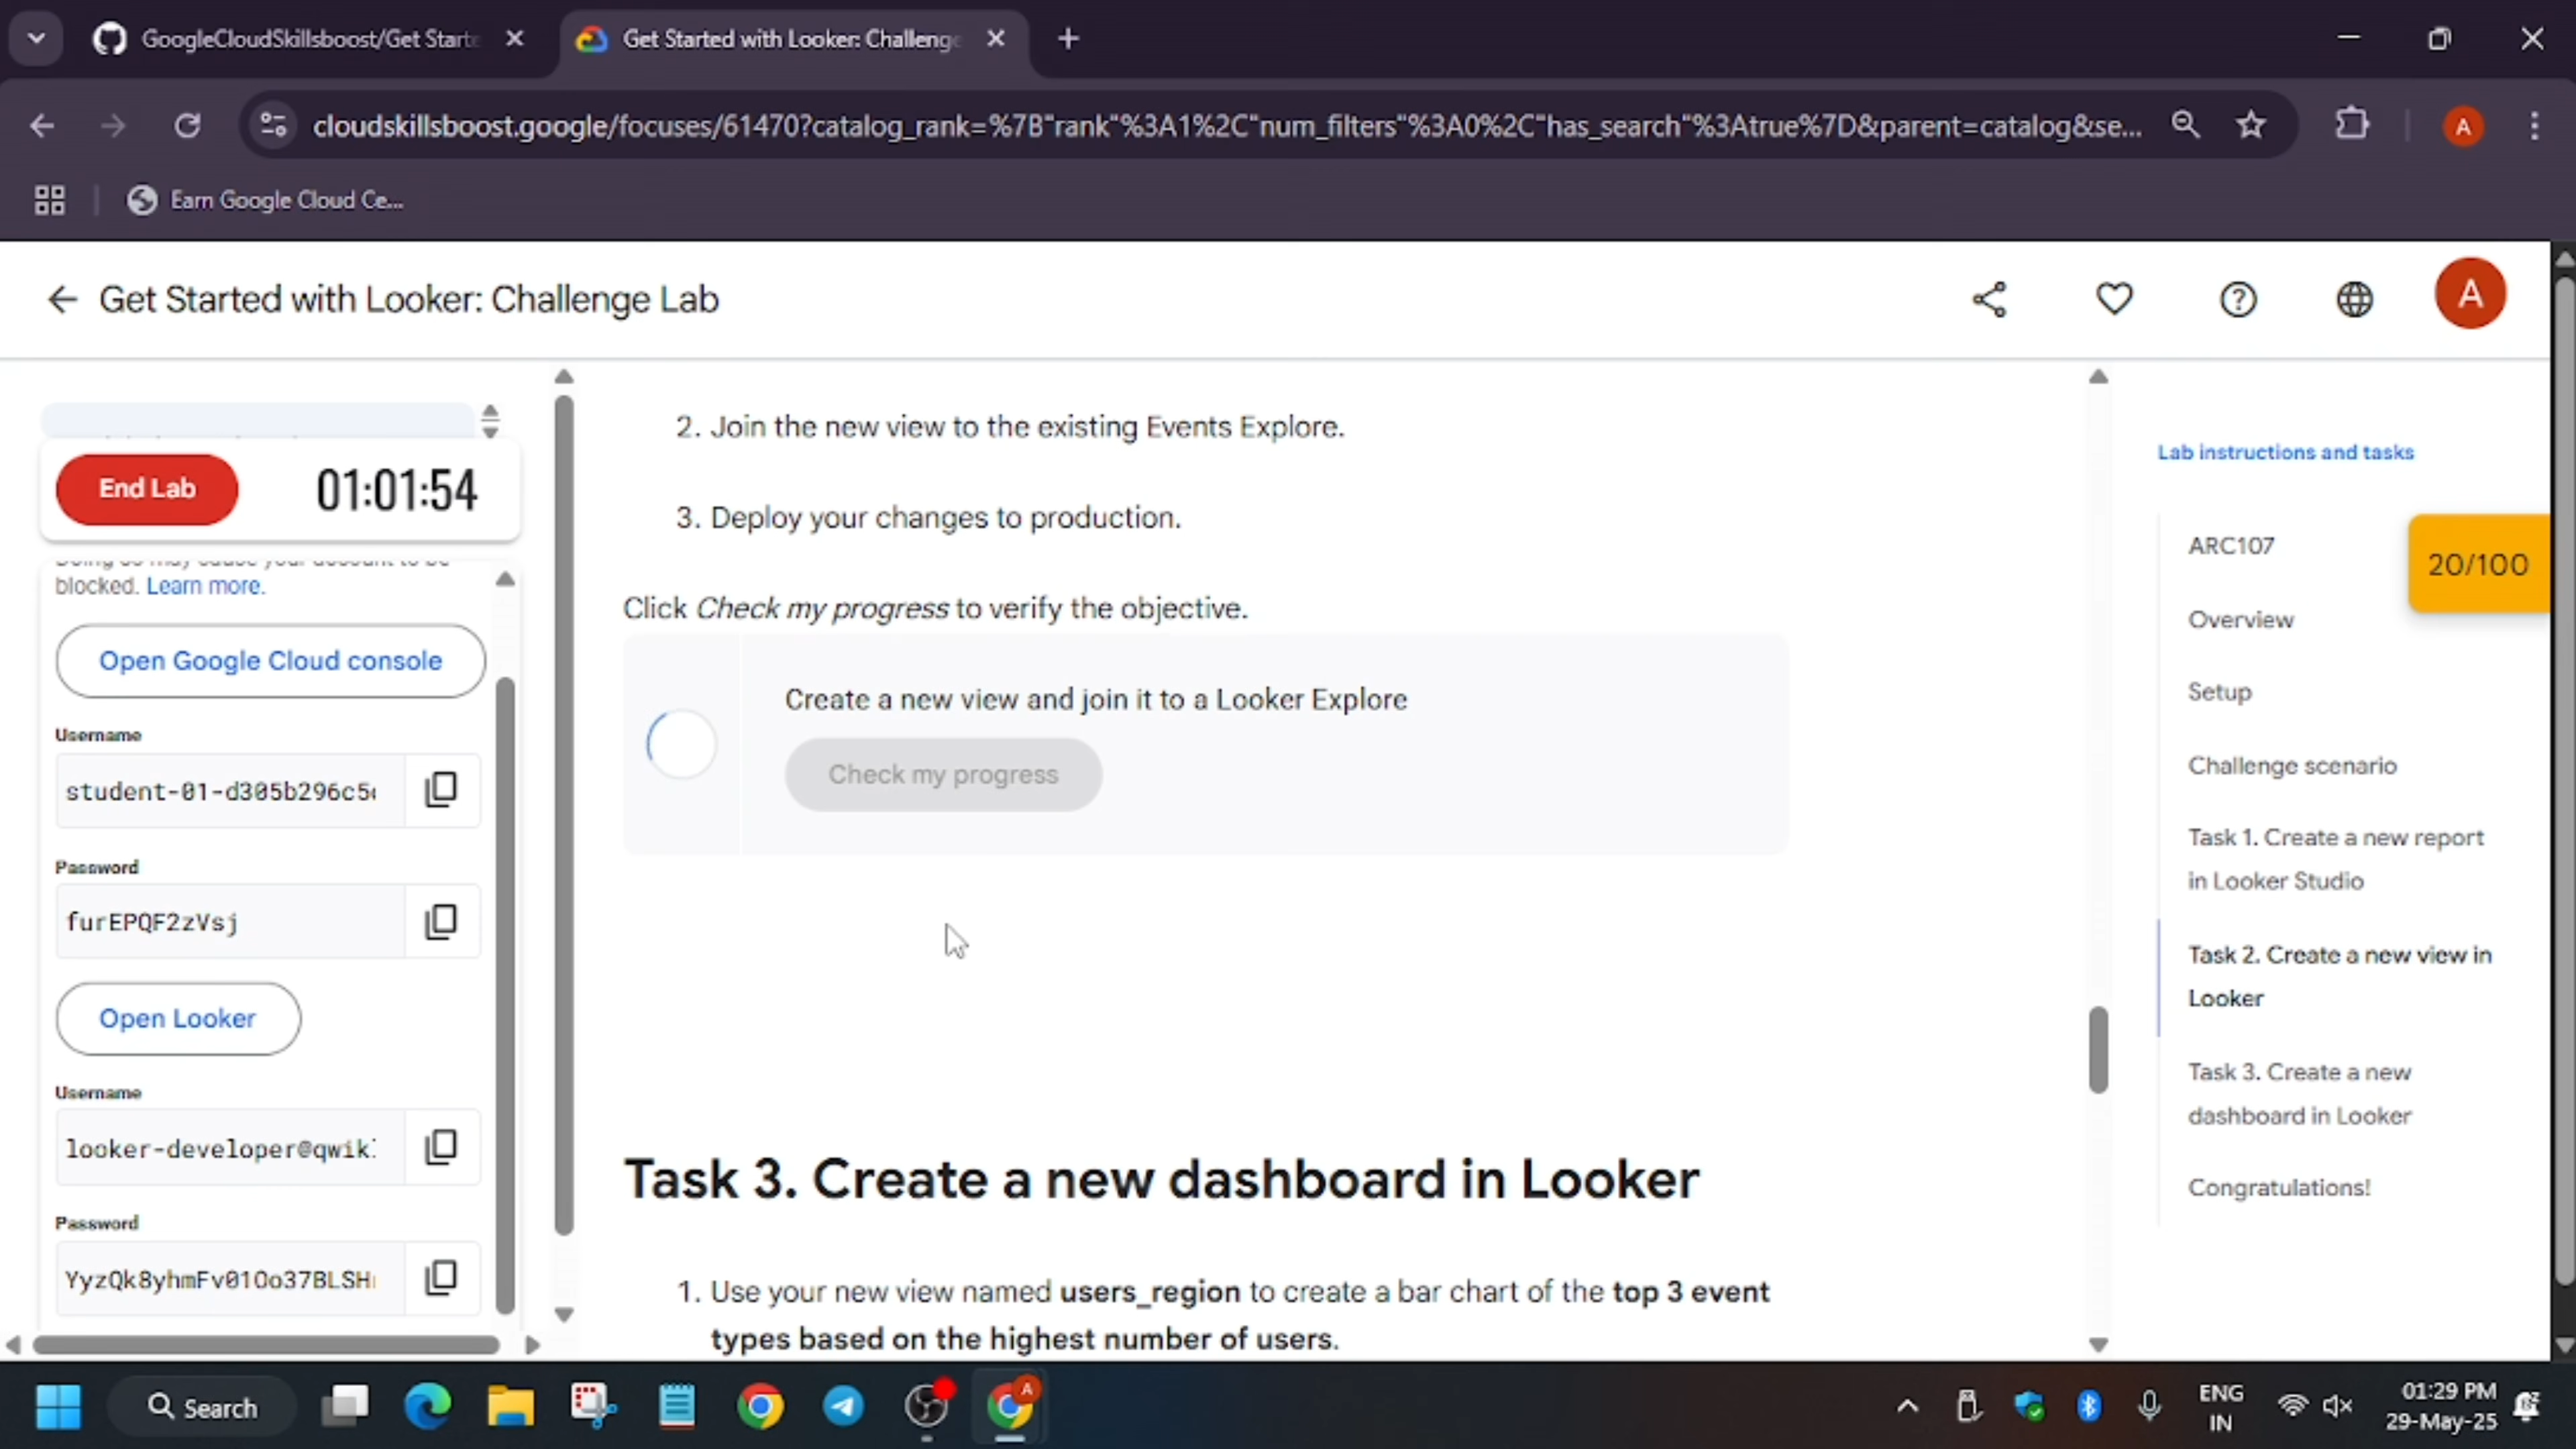 GoogleCloudSkillsboost/Get Starte
Get Started with Looker: Challenge
cloudskillsboost.google/focuses/61470?catalog_rank=%7B"rank"%3A1%2C"num_filters"%3A0%2C"has_search"%3Atrue%7D&parent=catalog&se...
A
Earn Google Cloud Ce...
Get Started with Looker: Challenge Lab
A
End Lab
01:01:54
blocked. Learn more.
Open Google Cloud console
Username
student-01-d305b296c5
Password
furEPQF2zVsj
Open Looker
Username
looker-developer@qwik
Password
YyzQk8yhmFv01Oo37BLSH
2. Join the new view to the existing Events Explore.
3. Deploy your changes to production.
Click Check my progress to verify the objective.
Create a new view and join it to a Looker Explore
Check my progress
Task 3. Create a new dashboard in Looker
1. Use your new view named users_region to create a bar chart of the top 3 event
types based on the highest number of users.
Lab instructions and tasks
ARC107
20/100
Overview
Setup
Challenge scenario
Task 1. Create a new report
in Looker Studio
Task 2. Create a new view in
Looker
Task 3. Create a new
dashboard in Looker
Congratulations!
Search
A
ENG
IN
01:29 PM
29-May-25